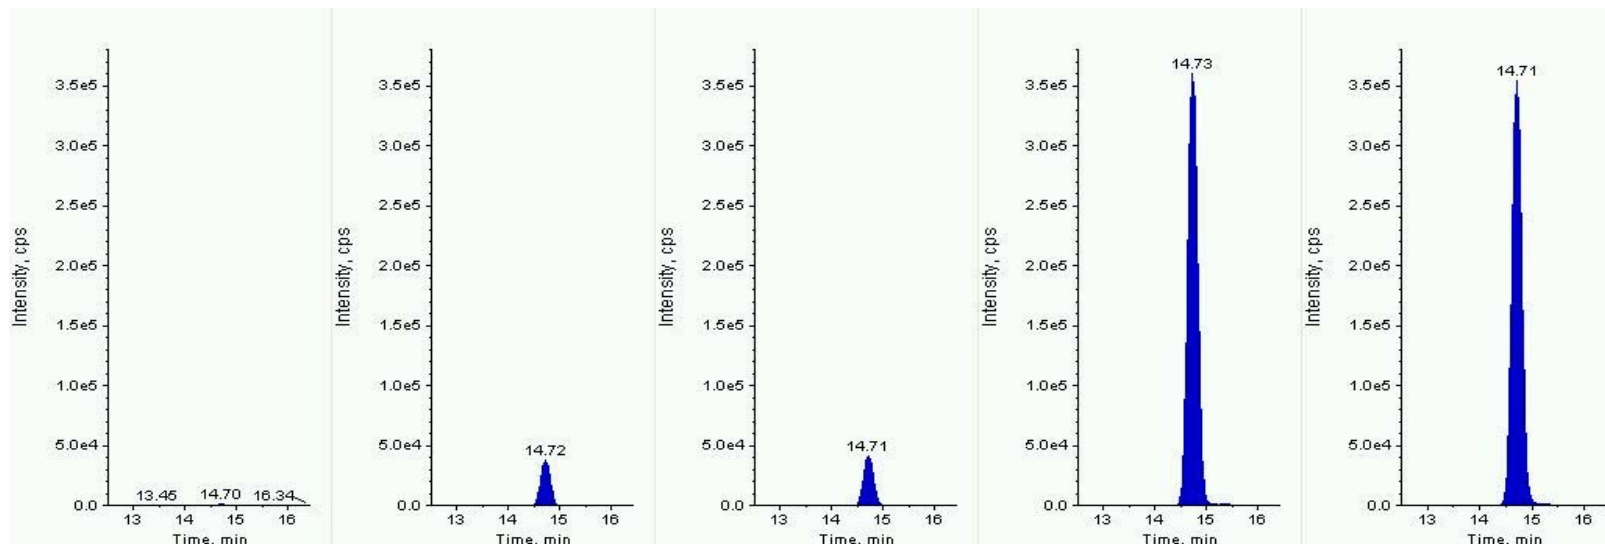 Intensity, cps
3.5e5
3.0e5
2.5e5
2.0e5
1.5e5
1.0e5
5.0e4
0.0
13.45 14.70 16.34
13 14 15 16
Time, min
Intensity, cps
3.5e5
3.0e5
2.5e5
2.0e5
1.5e5
1.0e5
5.0e4
0.0
14.72
13 14 15 16
Time, min
Intensity, cps
3.5e5
3.0e5
2.5e5
2.0e5
1.5e5
1.0e5
5.0e4
0.0
14.71
13 14 15 16
Time, min
Intensity, cps
3.5e5
3.0e5
2.5e5
2.0e5
1.5e5
1.0e5
5.0e4
0.0
14.73
13 14 15 16
Time, min
Intensity, cps
3.5e5
3.0e5
2.5e5
2.0e5
1.5e5
1.0e5
5.0e4
0.0
14.71
13 14 15 16
Time, min